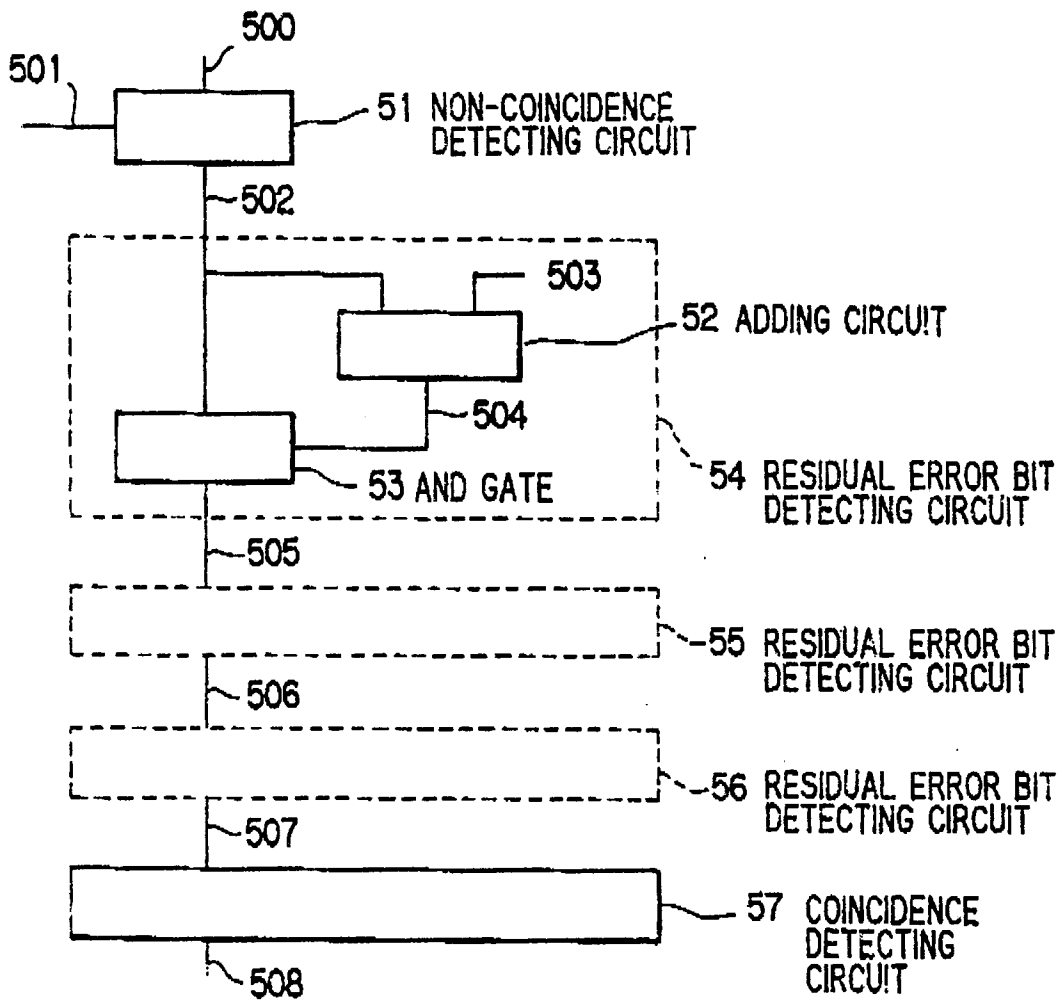 500
501
51 NON-COINCIDENCE
DETECTING CIRCUIT
502
503
52 ADDING CIRCUIT
504
53 AND GATE
54 RESIDUAL ERROR BIT
DETECTING CIRCUIT
505
55 RESIDUAL ERROR BIT
DETECTING CIRCUIT
506
56 RESIDUAL ERROR BIT
DETECTING CIRCUIT
507
57 COINCIDENCE
DETECTING
CIRCUIT
508